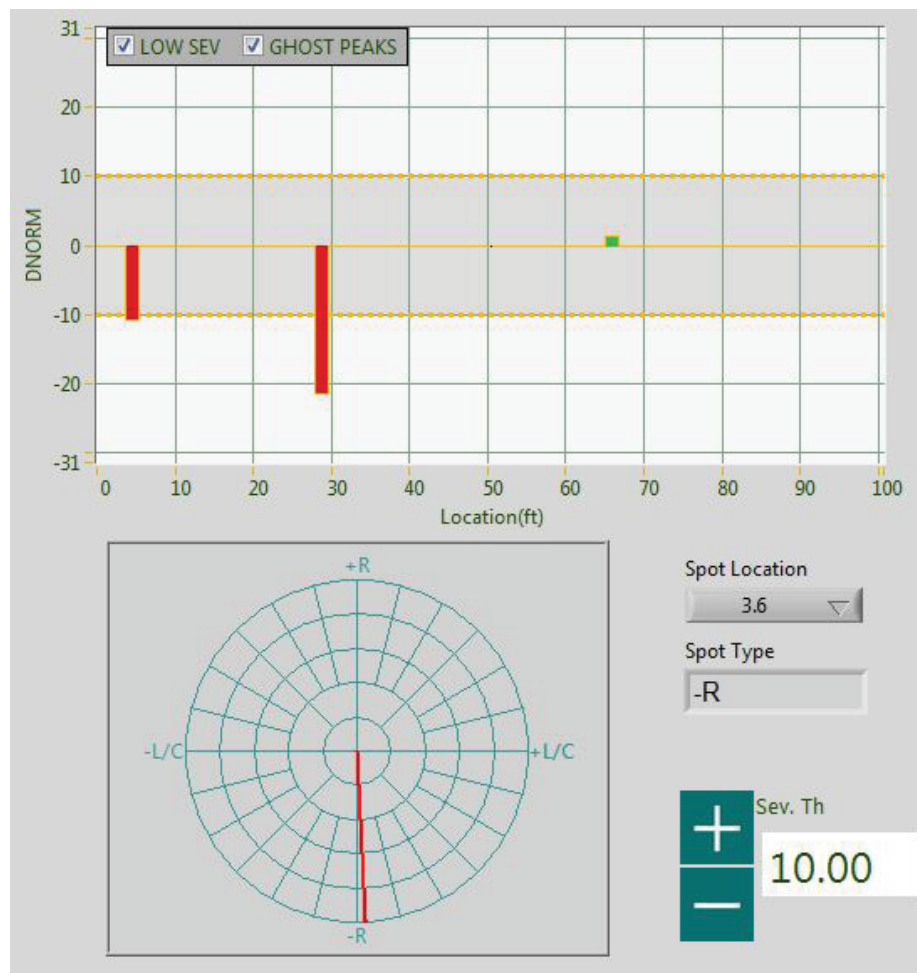 31
LOW SEV GHOST PEAKS
20
10
0
-10
-20
-31
DNORM
0 10 20 30 40 50 60 70 80 90 100
Location(ft)
+R
-L/C +L/C
-R
Spot Location
3.6
Spot Type
-R
Sev. Th
10.00